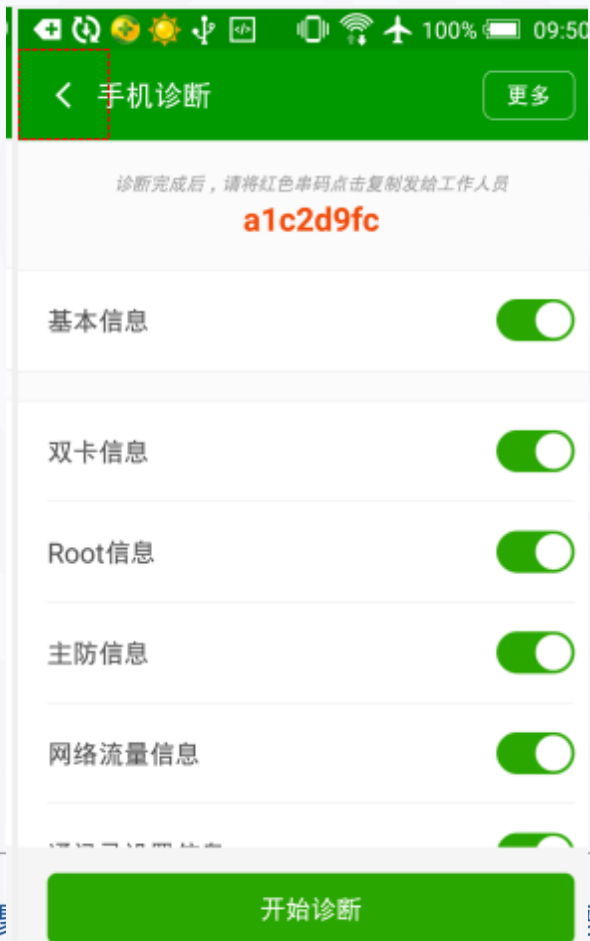 100% 09:50
手机诊断 更多
诊断完成后，请将红色串码点击复制发给工作人员
a1c2d9fc
基本信息
双卡信息
Root信息
主防信息
网络流量信息
开始诊断